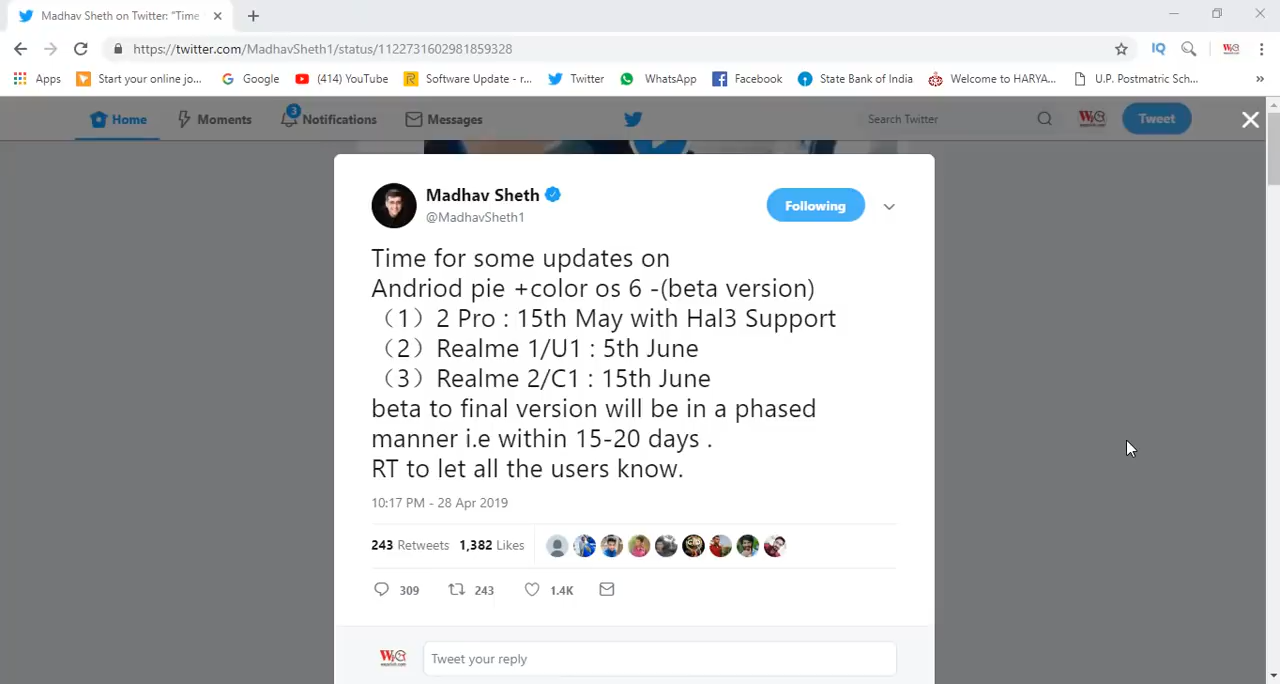 Madhav Sheth on Twitter: "Time
https://twitter.com/MadhavSheth1/status/1122731602981859328
IQ
Apps Start your online jo... Google (414) YouTube Software Update - r... Twitter WhatsApp Facebook State Bank of India Welcome to HARYA... U.P. Postmatric Sch... »
Home Moments 3 Notifications Messages Search Twitter Tweet
Madhav Sheth
@MadhavSheth1
Following
Time for some updates on
Andriod pie +color os 6 -(beta version)
（1）2 Pro : 15th May with Hal3 Support
（2）Realme 1/U1 : 5th June
（3）Realme 2/C1 : 15th June
beta to final version will be in a phased
manner i.e within 15-20 days .
RT to let all the users know.
10:17 PM - 28 Apr 2019
243 Retweets 1,382 Likes
309 243 1.4K
Tweet your reply